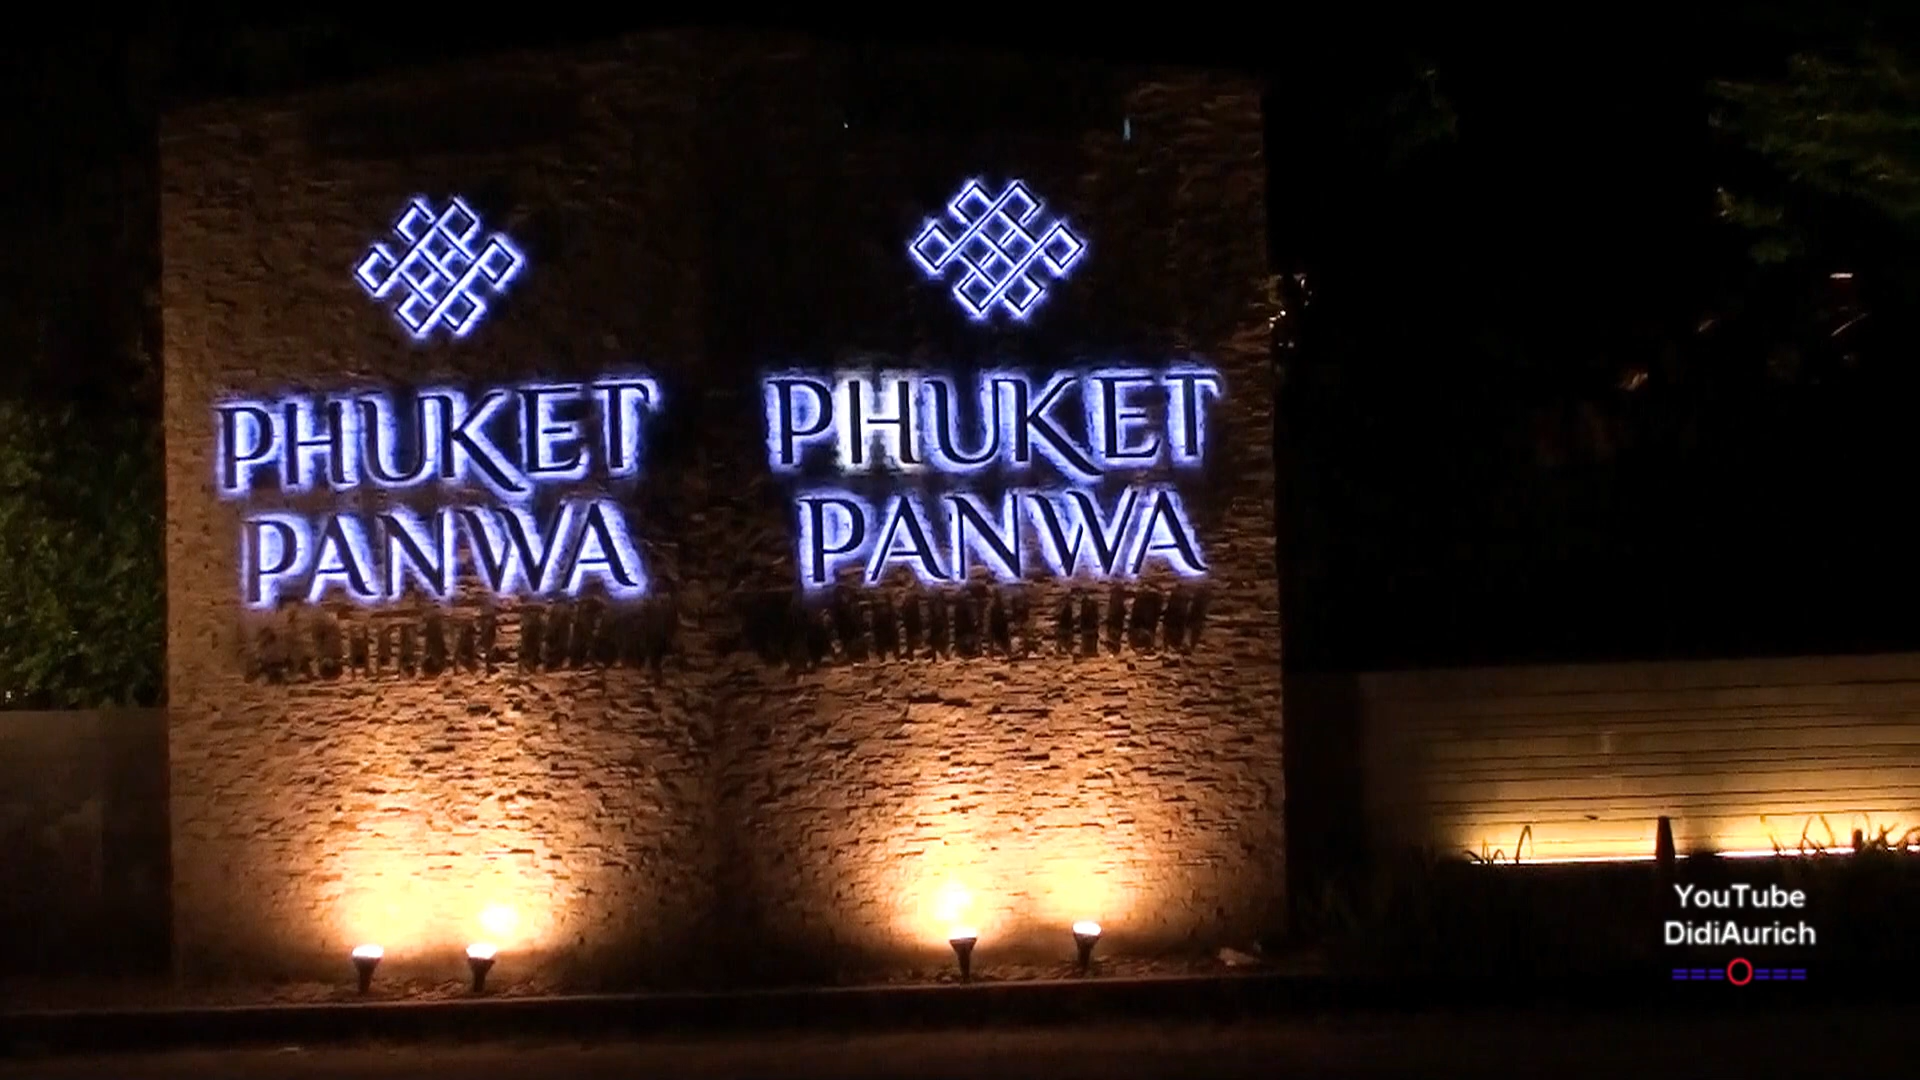 PHUKET
PANWA
PHUKET
PANWA
YouTube
DidiAurich
===O===